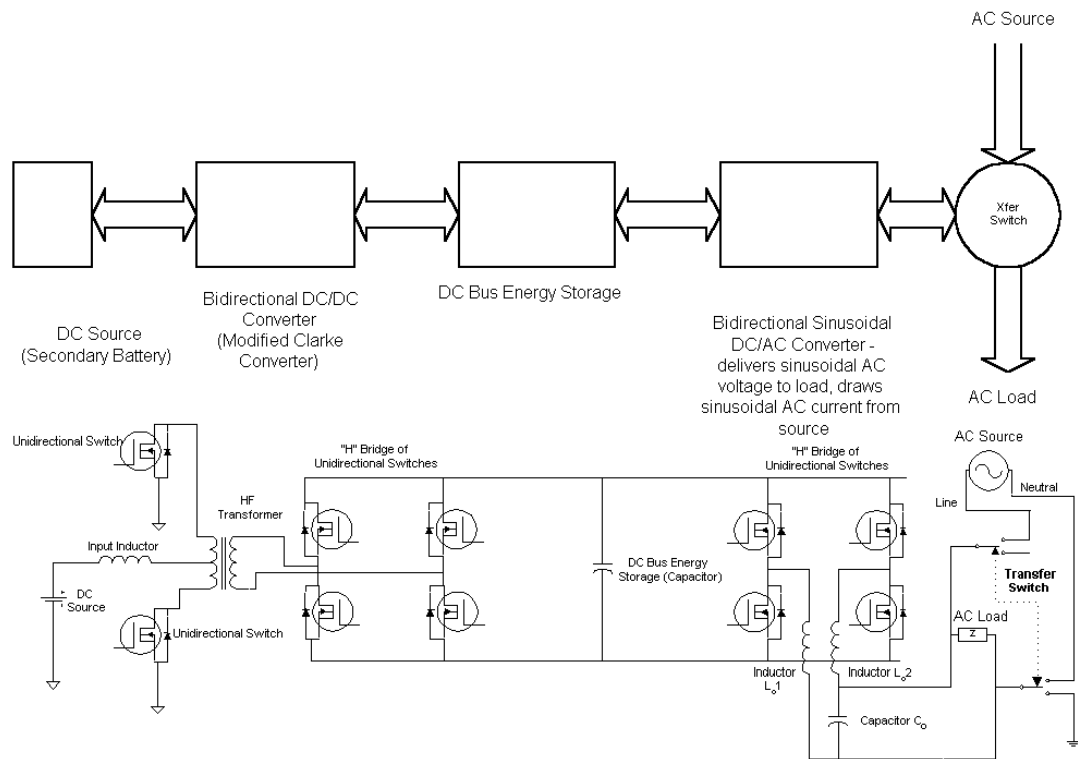 AC Source
Xfer
Switch
DC Source
(Secondary Battery)
Bidirectional DC/DC
Converter
(Modified Clarke
Converter)
DC Bus Energy Storage
Bidirectional Sinusoidal
DC/AC Converter -
delivers sinusoidal AC
voltage to load, draws
sinusoidal AC current from
source
AC Load
Unidirectional Switch
"H" Bridge of
Unidirectional Switches
"H" Bridge of
Unidirectional Switches
AC Source
Neutral
Line
HF
Transformer
Input Inductor
DC Bus Energy
Storage (Capacitor)
Transfer
Switch
+
DC
Source
Unidirectional Switch
AC Load
Z
Inductor
Lo1
Inductor Lo2
Capacitor Co